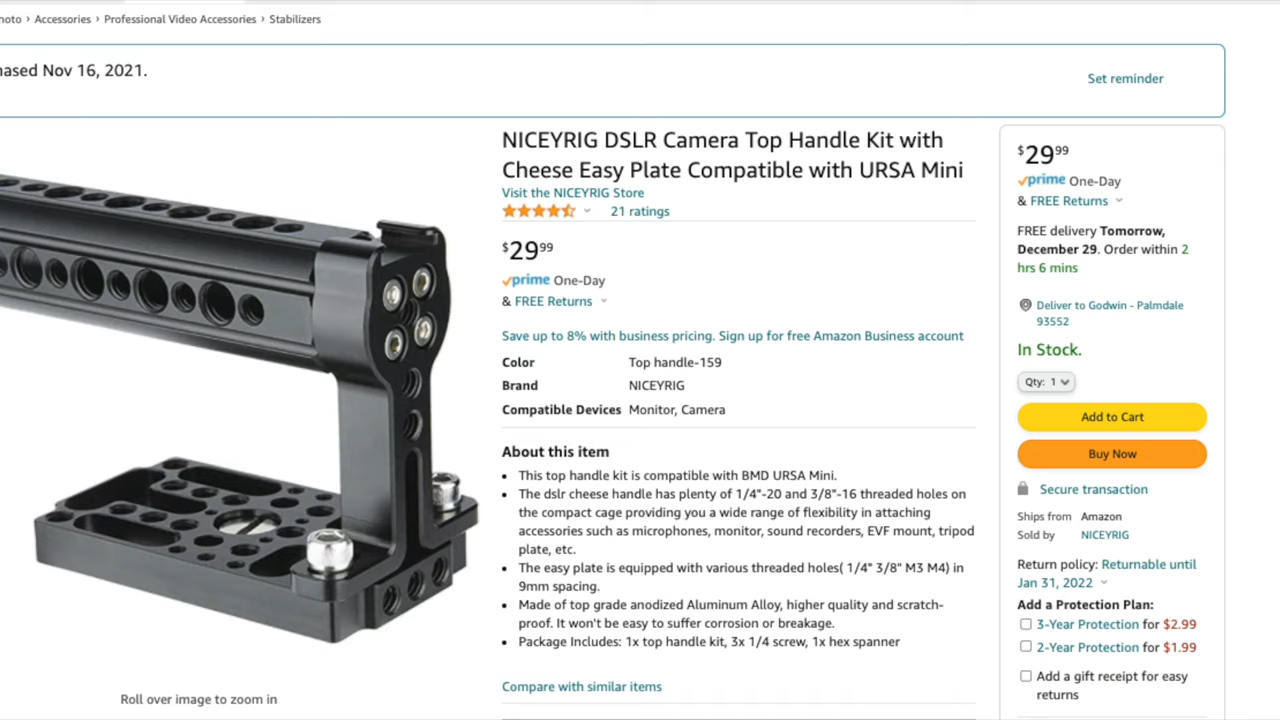 hoto › Accessories › Professional Video Accessories › Stabilizers
ased Nov 16, 2021.
Set reminder
NICEYRIG DSLR Camera Top Handle Kit with
Cheese Easy Plate Compatible with URSA Mini
Visit the NICEYRIG Store
21 ratings
$29 99
prime One-Day
& FREE Returns
Save up to 8% with business pricing. Sign up for free Amazon Business account
Color Top handle-159
Brand NICEYRIG
Compatible Devices Monitor, Camera
About this item
• This top handle kit is compatible with BMD URSA Mini.
• The dslr cheese handle has plenty of 1/4"-20 and 3/8"-16 threaded holes on
the compact cage providing you a wide range of flexibility in attaching
accessories such as microphones, monitor, sound recorders, EVF mount, tripod
plate, etc.
• The easy plate is equipped with various threaded holes( 1/4" 3/8" M3 M4) in
9mm spacing.
• Made of top grade anodized Aluminum Alloy, higher quality and scratch-
proof. It won't be easy to suffer corrosion or breakage.
• Package Includes: 1x top handle kit, 3x 1/4 screw, 1x hex spanner
Compare with similar items
Roll over image to zoom in
$29 99
prime One-Day
& FREE Returns
FREE delivery Tomorrow,
December 29. Order within 2
hrs 6 mins
Deliver to Godwin - Palmdale
93552
In Stock.
Qty: 1
Add to Cart
Buy Now
Secure transaction
Ships from Amazon
Sold by NICEYRIG
Return policy: Returnable until
Jan 31, 2022
Add a Protection Plan:
3-Year Protection for $2.99
2-Year Protection for $1.99
Add a gift receipt for easy
returns